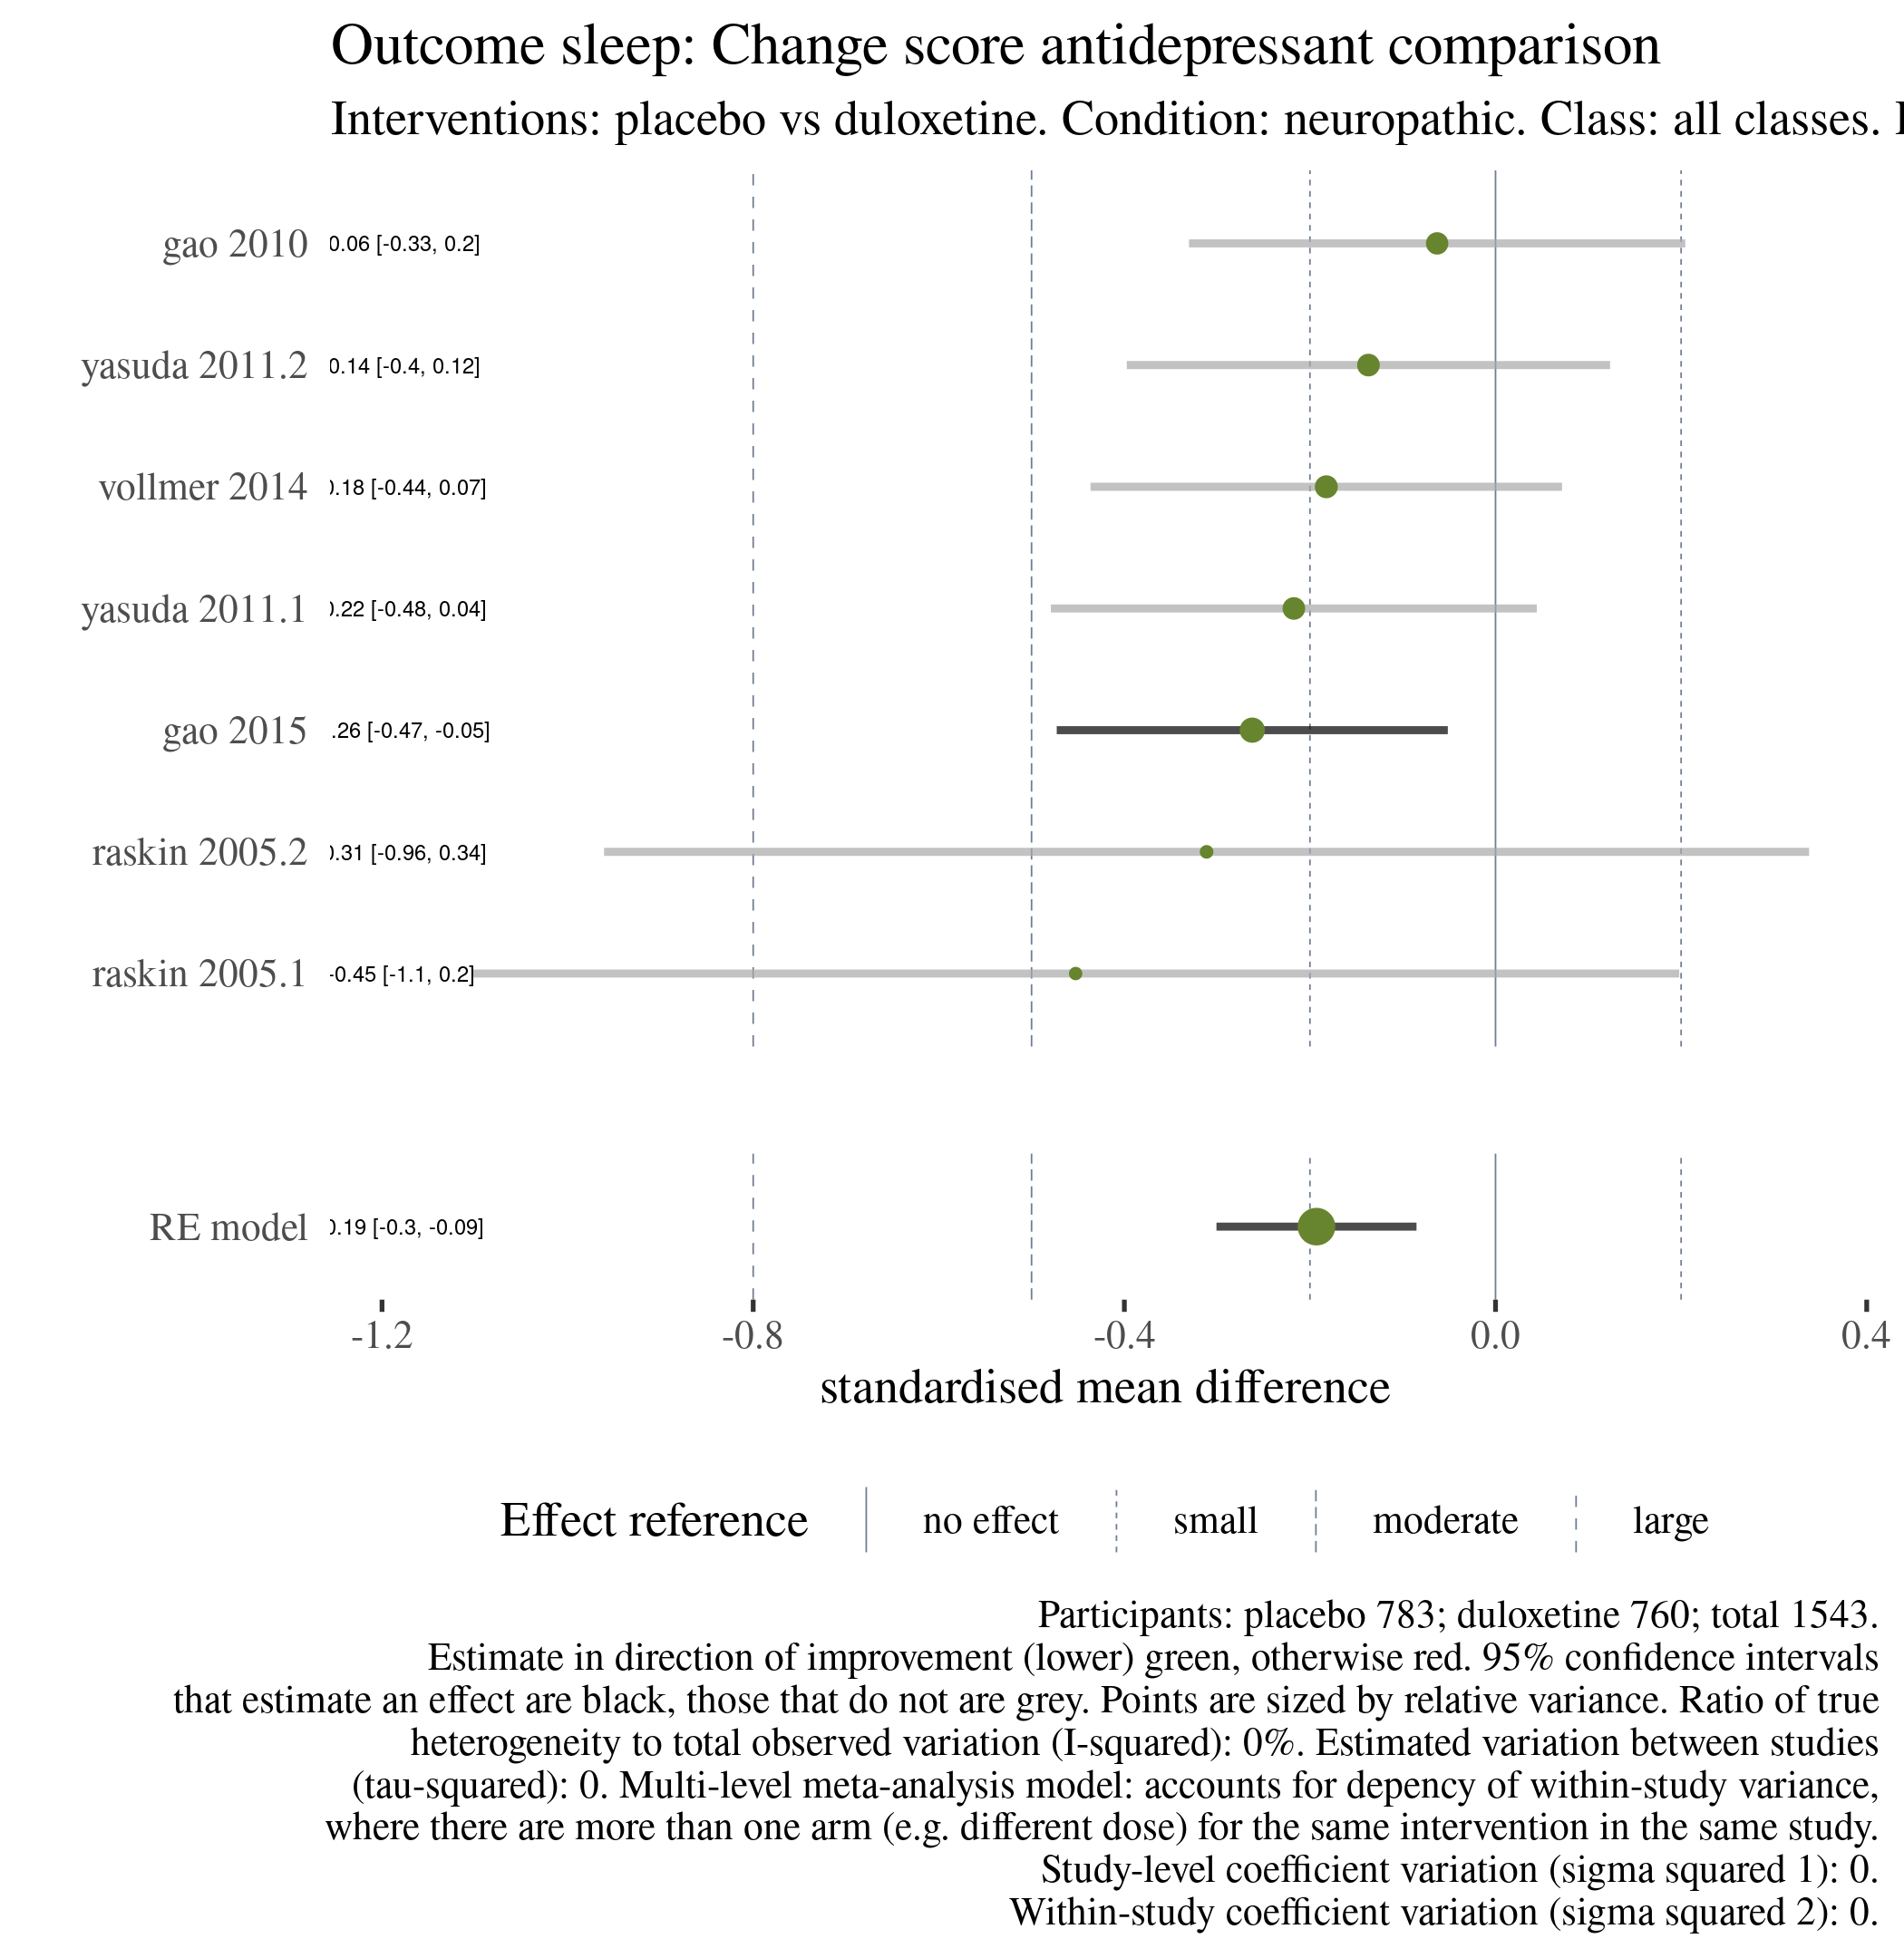 Outcome sleep: Change score antidepressant comparison
Interventions: placebo vs duloxetine. Condition: neuropathic. Class: all classes.
gao 2010 0.06 [-0.33, 0.2]
yasuda 2011.2 0.14 [-0.4, 0.12]
vollmer 2014 0.18 [-0.44, 0.07]
yasuda 2011.1 0.22 [-0.48, 0.04]
gao 2015 .26 [-0.47, -0.05]
raskin 2005.2 0.31 [-0.96, 0.34]
raskin 2005.1 -0.45 [-1.1, 0.2]
RE model 0.19 [-0.3, -0.09]
-1.2 -0.8 -0.4 0.0 0.4
standardised mean difference
Effect reference no effect small moderate large
Participants: placebo 783; duloxetine 760; total 1543.
Estimate in direction of improvement (lower) green, otherwise red. 95% confidence intervals
that estimate an effect are black, those that do not are grey. Points are sized by relative variance. Ratio of true
heterogeneity to total observed variation (I-squared): 0%. Estimated variation between studies
(tau-squared): 0. Multi-level meta-analysis model: accounts for depency of within-study variance,
where there are more than one arm (e.g. different dose) for the same intervention in the same study.
Study-level coefficient variation (sigma squared 1): 0.
Within-study coefficient variation (sigma squared 2): 0.